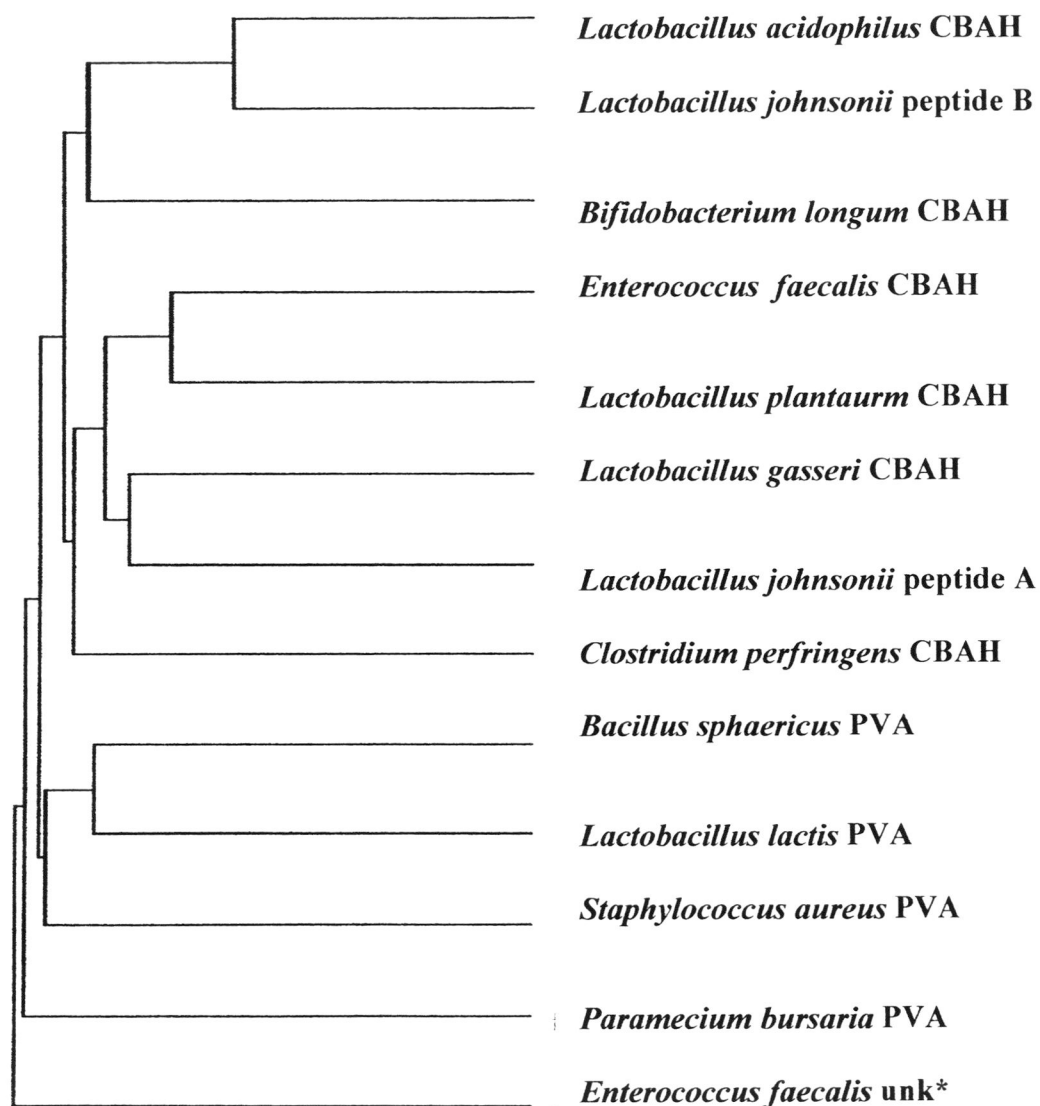 Lactobacillus acidophilus CBAH
Lactobacillus johnsonii peptide B
Bifidobacterium longum CBAH
Enterococcus faecalis CBAH
Lactobacillus plantaurm CBAH
Lactobacillus gasseri CBAH
Lactobacillus johnsonii peptide A
Clostridium perfringens CBAH
Bacillus sphaericus PVA
Lactobacillus lactis PVA
Staphylococcus aureus PVA
Paramecium bursaria PVA
Enterococcus faecalis unk*